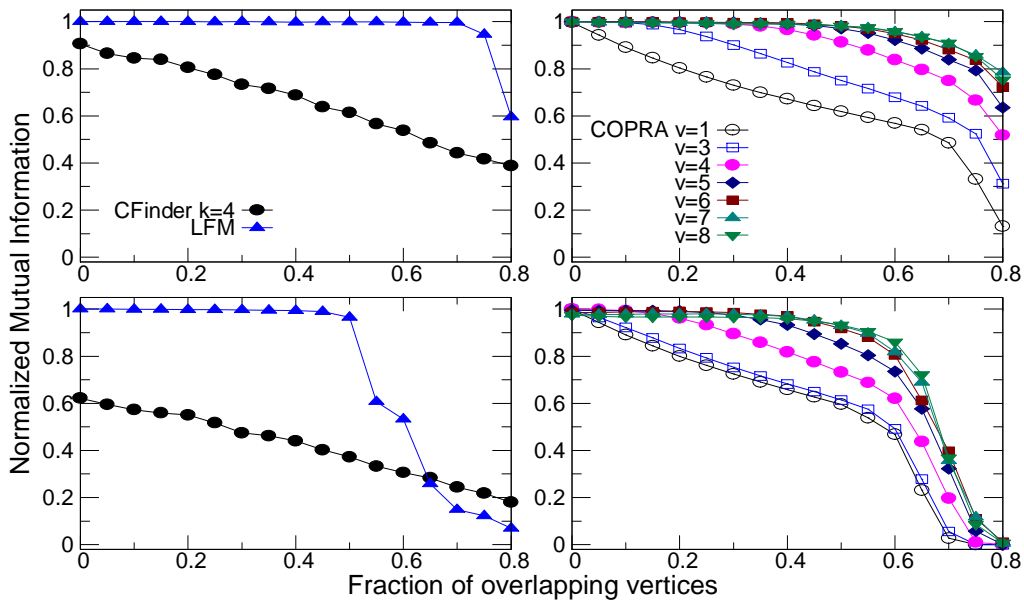 Normalized Mutual Information
1
0.8
0.6
0.4
0.2
0
CFinder k=4
LFM
0 0.2 0.4 0.6 0.8
1
0.8
0.6
0.4
0.2
0
COPRA v=1
v=3
v=4
v=5
v=6
v=7
v=8
0 0.2 0.4 0.6 0.8
1
0.8
0.6
0.4
0.2
0
0 0.2 0.4 0.6 0.8
1
0.8
0.6
0.4
0.2
0
0 0.2 0.4 0.6 0.8
Fraction of overlapping vertices